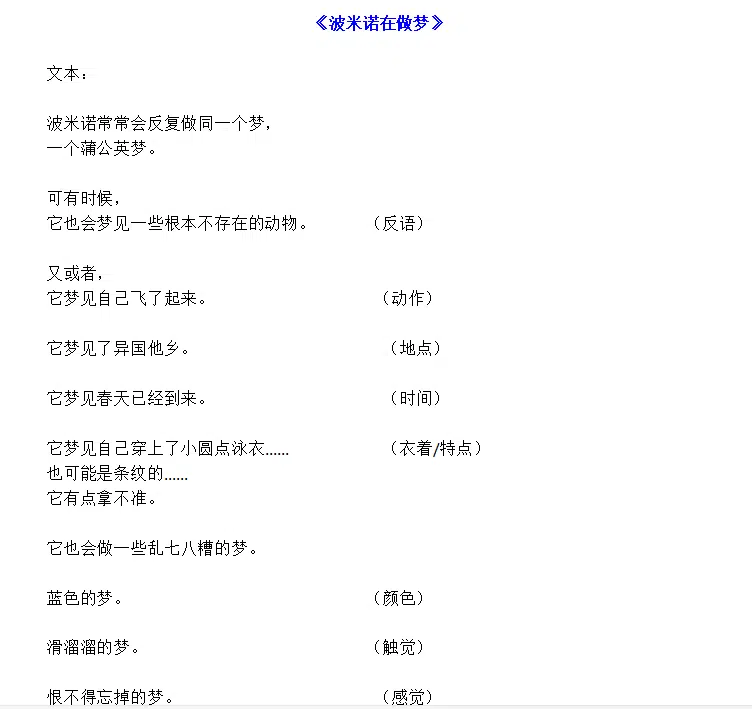 《波米诺在做梦》
文本：
波米诺常常会反复做同一个梦，
一个蒲公英梦。
可有时候，
它也会梦见一些根本不存在的动物。 （反语）
又或者，
它梦见自己飞了起来。 （动作）
它梦见了异国他乡。 （地点）
它梦见春天已经到来。 （时间）
它梦见自己穿上了小圆点泳衣...... （衣着/特点）
也可能是条纹的......
它有点拿不准。
它也会做一些乱七八糟的梦。
蓝色的梦。 （颜色）
滑溜溜的梦。 （触觉）
恨不得忘掉的梦。 （感觉）